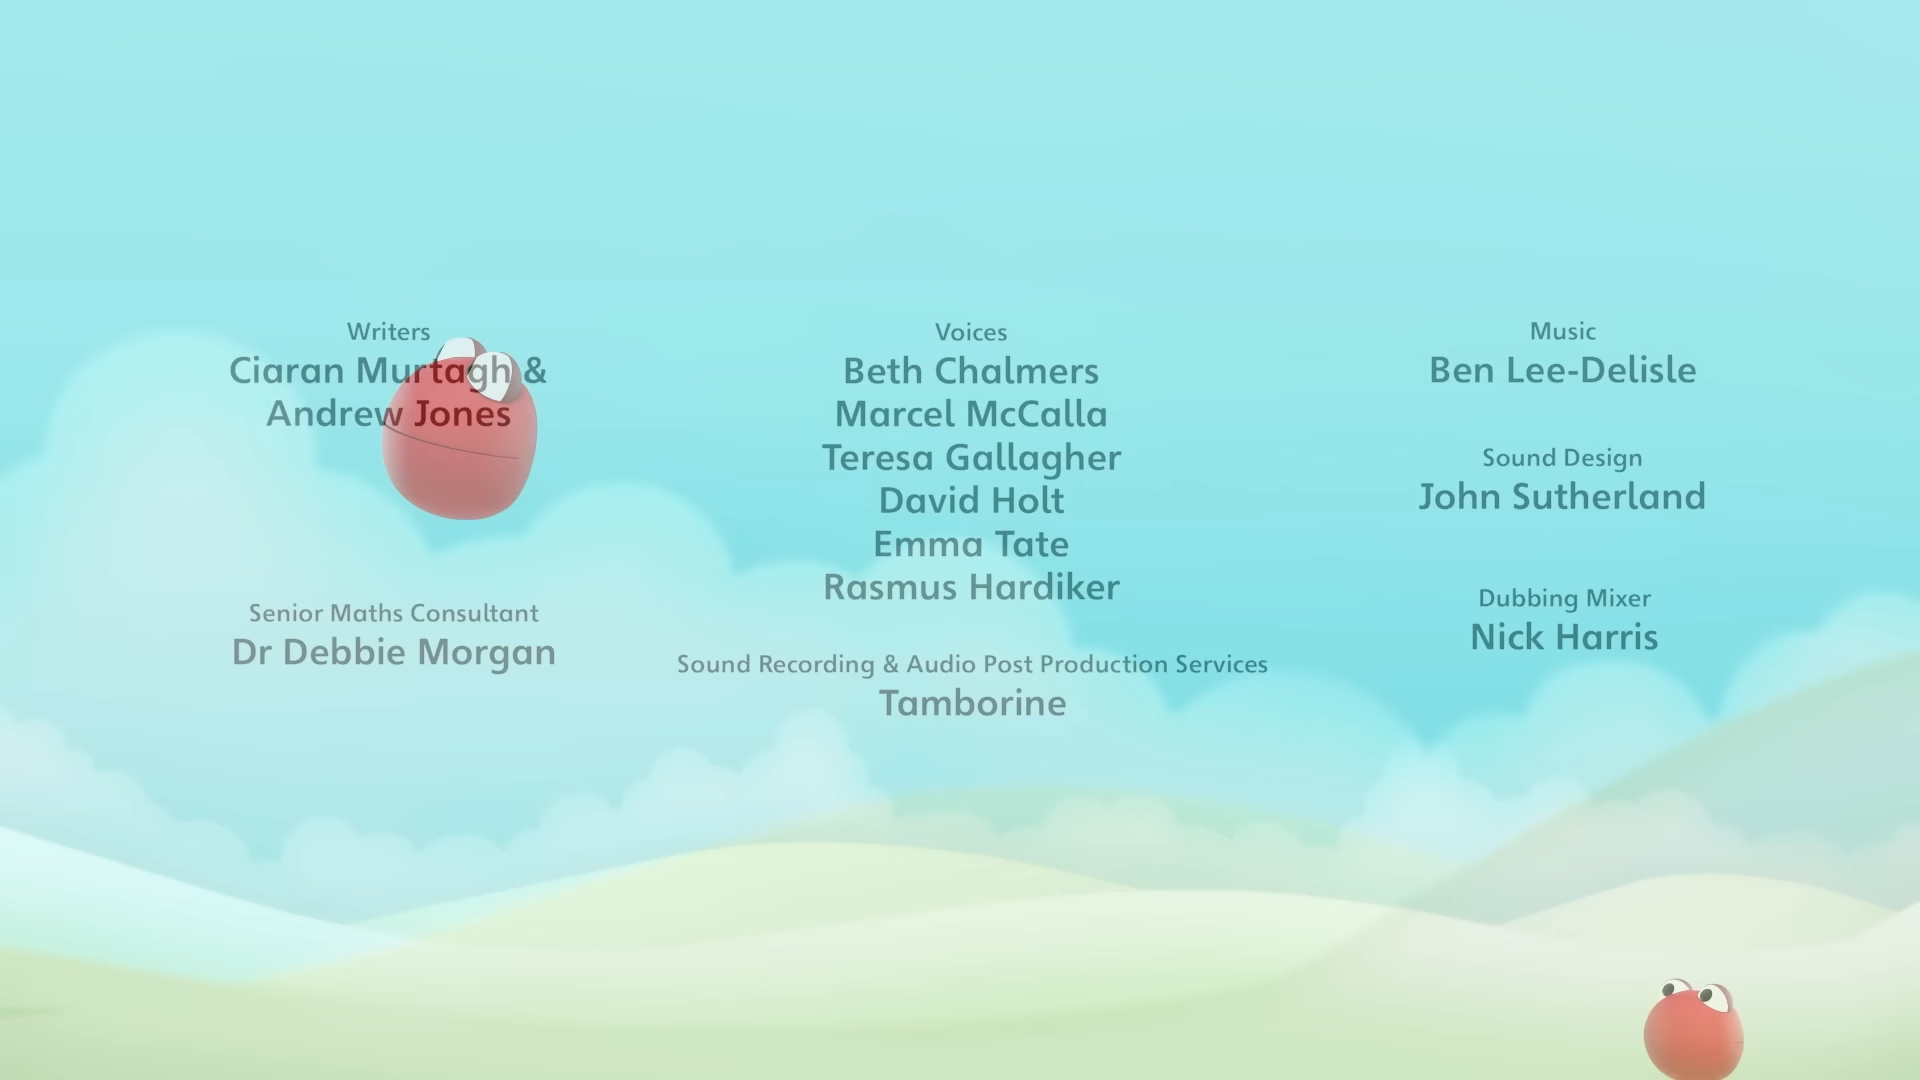 Writers
Ciaran Murtagh &
Andrew Jones
Senior Maths Consultant
Dr Debbie Morgan
Voices
Beth Chalmers
Marcel McCalla
Teresa Gallagher
David Holt
Emma Tate
Rasmus Hardiker
Sound Recording & Audio Post Production Services
Tamborine
Music
Ben Lee-Delisle
Sound Design
John Sutherland
Dubbing Mixer
Nick Harris